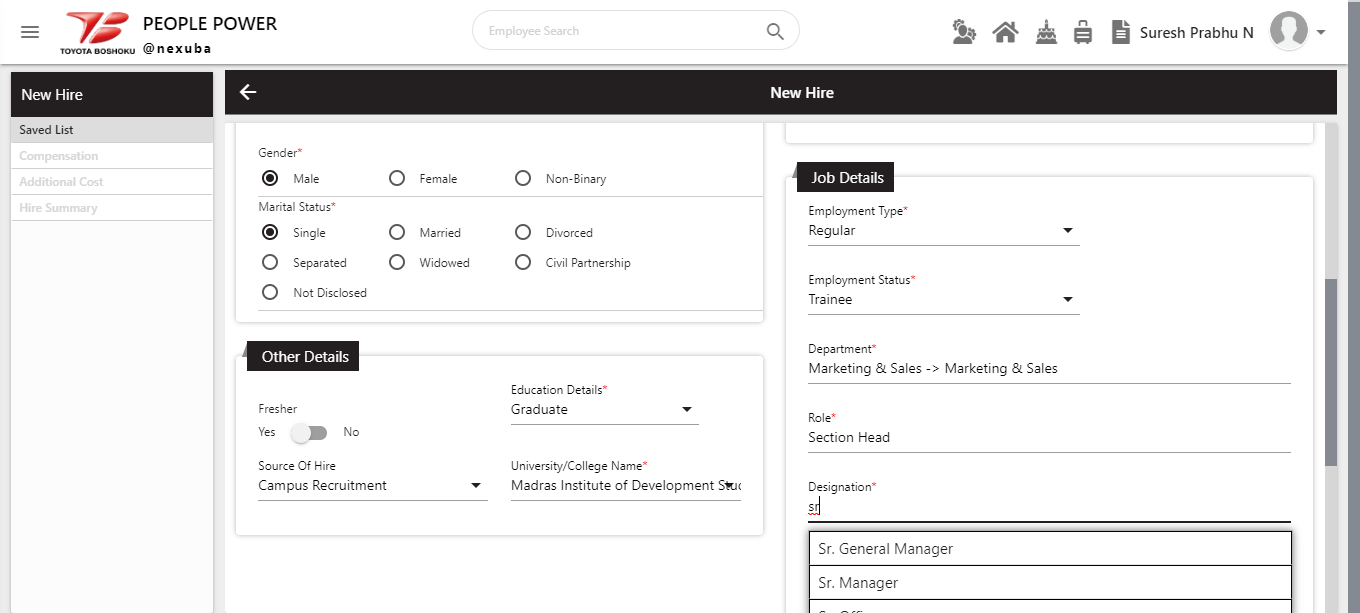 TOYOTA BOSHOKU
PEOPLE POWER
@nexuba
Employee Search
Suresh Prabhu N
New Hire
Saved List
Compensation
Additional Cost
Hire Summary
New Hire
Gender*
Male Female Non-Binary
Marital Status*
Single Married Divorced
Separated Widowed Civil Partnership
Not Disclosed
Other Details
Fresher
Yes No
Education Details*
Graduate
Source Of Hire
Campus Recruitment
University/College Name*
Madras Institute of Development Stud
Job Details
Employment Type*
Regular
Employment Status*
Trainee
Department*
Marketing & Sales -> Marketing & Sales
Role*
Section Head
Designation*
sr
Sr. General Manager
Sr. Manager